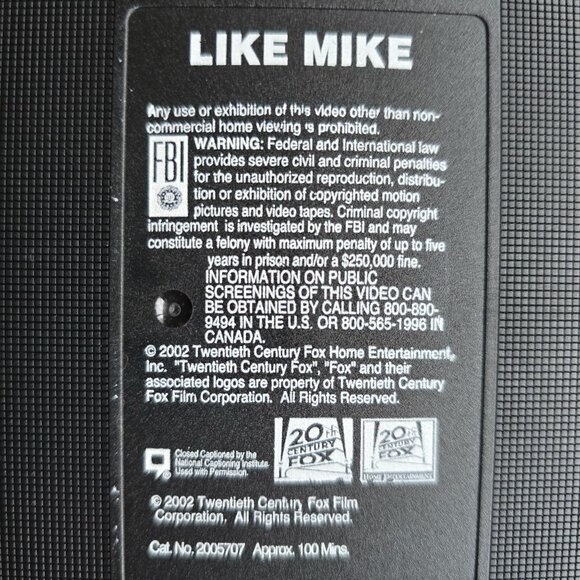 LIKE MIKE
Any use or exhibition of this video other than non-
commercial home viewing is prohibited.
FBI
WARNING: Federal and International law
provides severe civil and criminal penalties
for the unauthorized reproduction, distribu-
tion or exhibition of copyrighted motion
pictures and video tapes. Criminal copyright
infringement is investigated by the FBI and may
constitute a felony with maximum penalty of up to five
years in prison and/or a $250,000 fine.
INFORMATION ON PUBLIC
SCREENINGS OF THIS VIDEO CAN
BE OBTAINED BY CALLING 800-890-
9494 IN THE U.S. OR 800-565-1996 IN
CANADA.
© 2002 Twentieth Century Fox Home Entertainment,
Inc. "Twentieth Century Fox", "Fox" and their
associated logos are property of Twentieth Century
Fox Film Corporation. All Rights Reserved.
Closed Captioned by the
National Captioning Institute.
Used with Permission.
20th
CENTURY
FOX
20th
CENTURY
FOX
HOME ENTERTAINMENT
© 2002 Twentieth Century Fox Film
Corporation. All Rights Reserved.
Cat. No. 2005707 Approx. 100 Mins.